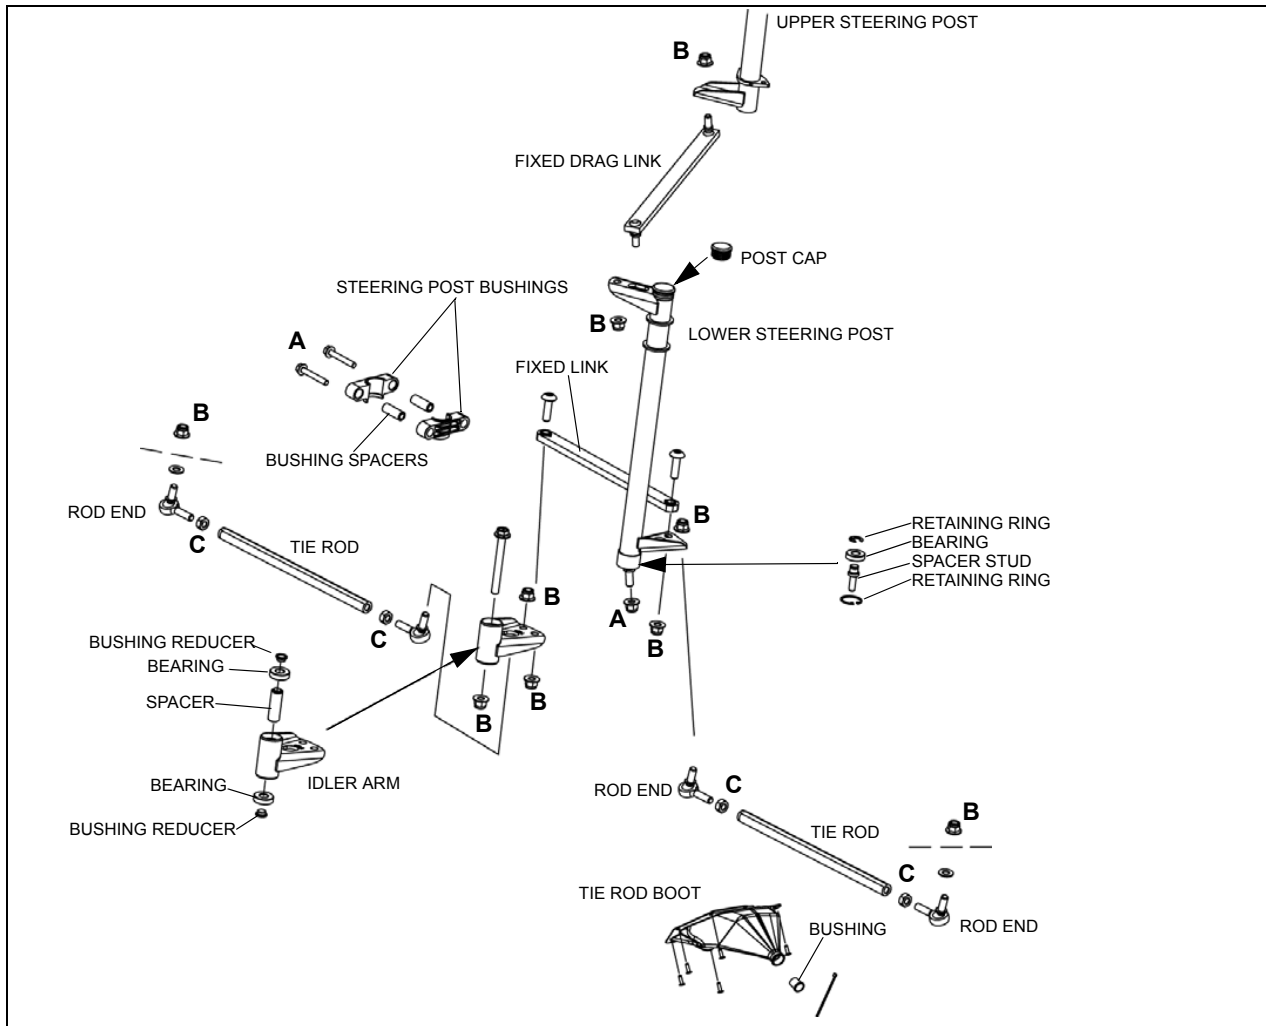 UPPER STEERING POST
B
FIXED DRAG LINK
POST CAP
STEERING POST BUSHINGS
B
LOWER STEERING POST
A
FIXED LINK
B
BUSHING SPACERS
ROD END
B
RETAINING RING
C
TIE ROD
BEARING
SPACER STUD
RETAINING RING
B
A
C
B
BUSHING REDUCER
BEARING
SPACER
B
B
BEARING
IDLER ARM
ROD END
C
B
BUSHING REDUCER
TIE ROD
C
TIE ROD BOOT
BUSHING
ROD END